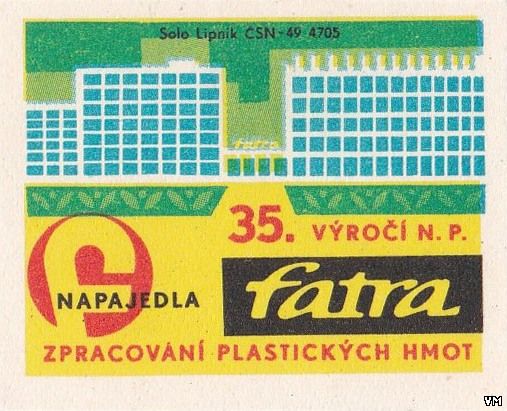 Solo Lipník ČSN-49 4705
fatra
35. VÝROČÍ N. P.
NAPAJEDLA
fatra
ZPRACOVÁNÍ PLASTICKÝCH HMOT
VM